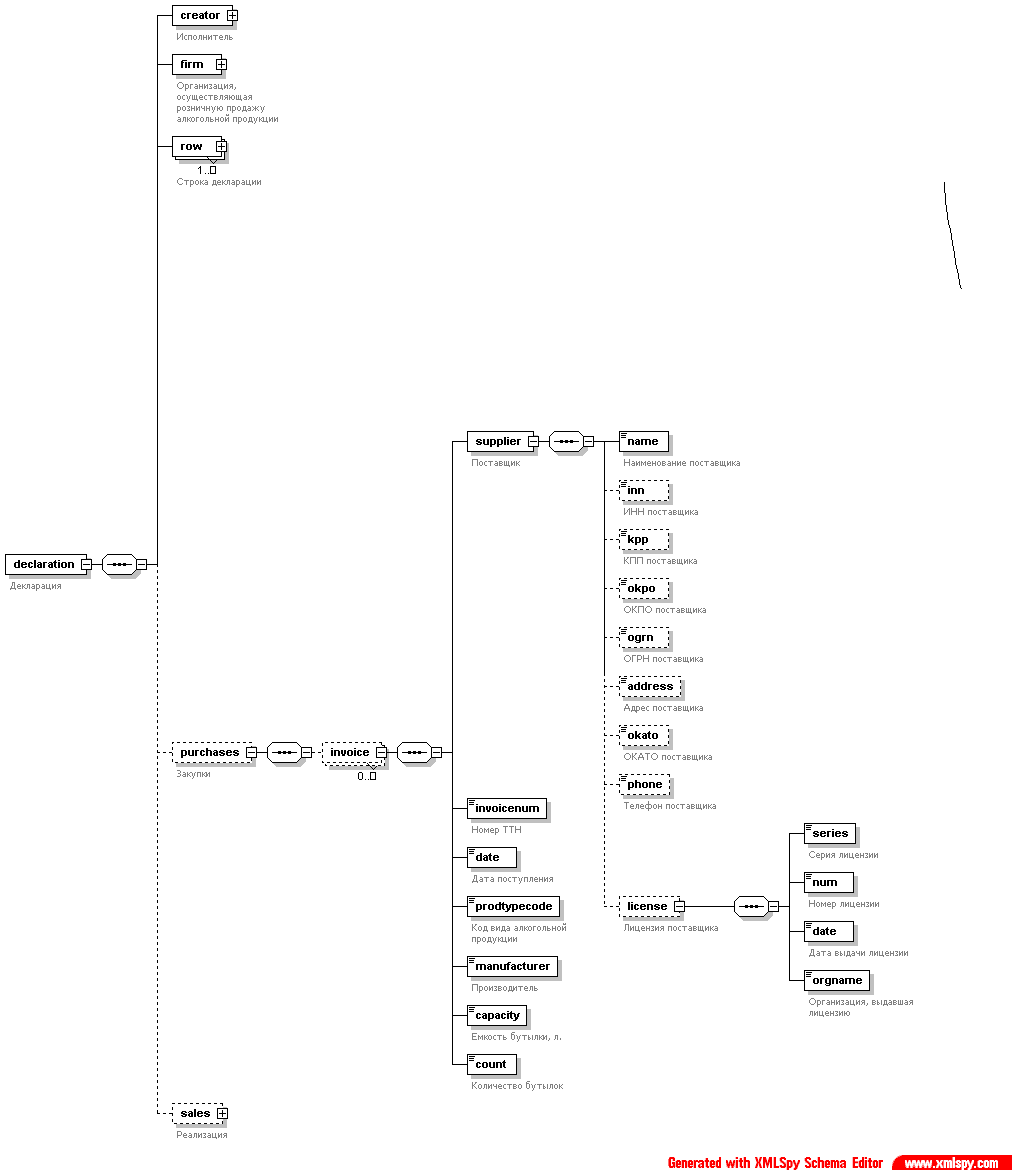 creator
Исполнитель
firm
Организация,
осуществляющая
розничную продажу
алкогольной продукции
row
1..
Строка декларации
declaration
Декларация
purchases
Закупки
invoice
0..
supplier
Поставщик
name
Наименование поставщика
inn
ИНН поставщика
kpp
КПП поставщика
okpo
ОКПО поставщика
ogrn
ОГРН поставщика
address
Адрес поставщика
okato
ОКАТО поставщика
phone
Телефон поставщика
license
Лицензия поставщика
series
Серия лицензии
num
Номер лицензии
date
Дата выдачи лицензии
orgname
Организация, выдавшая
лицензию
invoicenum
Номер ТТН
date
Дата поступления
prodtypecode
Код вида алкогольной
продукции
manufacturer
Производитель
capacity
Емкость бутылки, л.
count
Количество бутылок
sales
Реализация
Generated with XMLSpy Schema Editor www.xmlspy.com